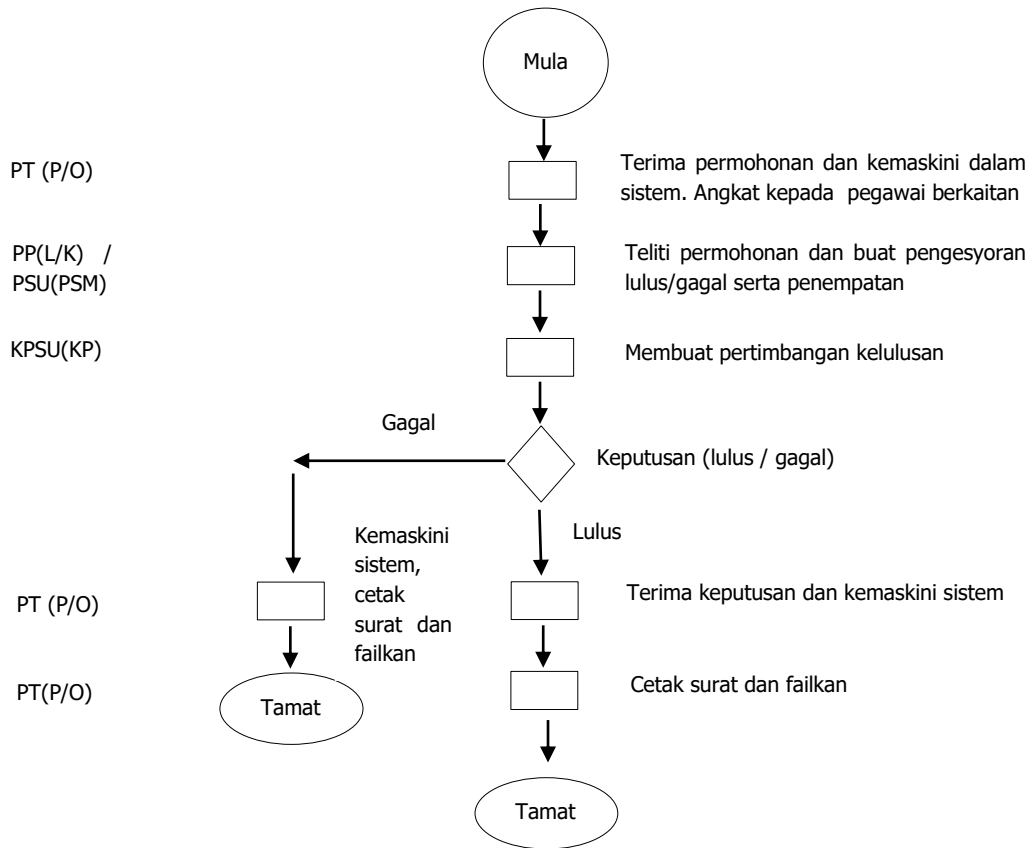 Mula
PT (P/O)
Terima permohonan dan kemaskini dalam
sistem. Angkat kepada pegawai berkaitan
PP(L/K) /
PSU(PSM)
Teliti permohonan dan buat pengesyoran
lulus/gagal serta penempatan
KPSU(KP)
Membuat pertimbangan kelulusan
Gagal
Keputusan (lulus / gagal)
Lulus
Kemaskini
sistem,
cetak
surat dan
failkan
PT (P/O)
Terima keputusan dan kemaskini sistem
PT(P/O)
Cetak surat dan failkan
Tamat
Tamat